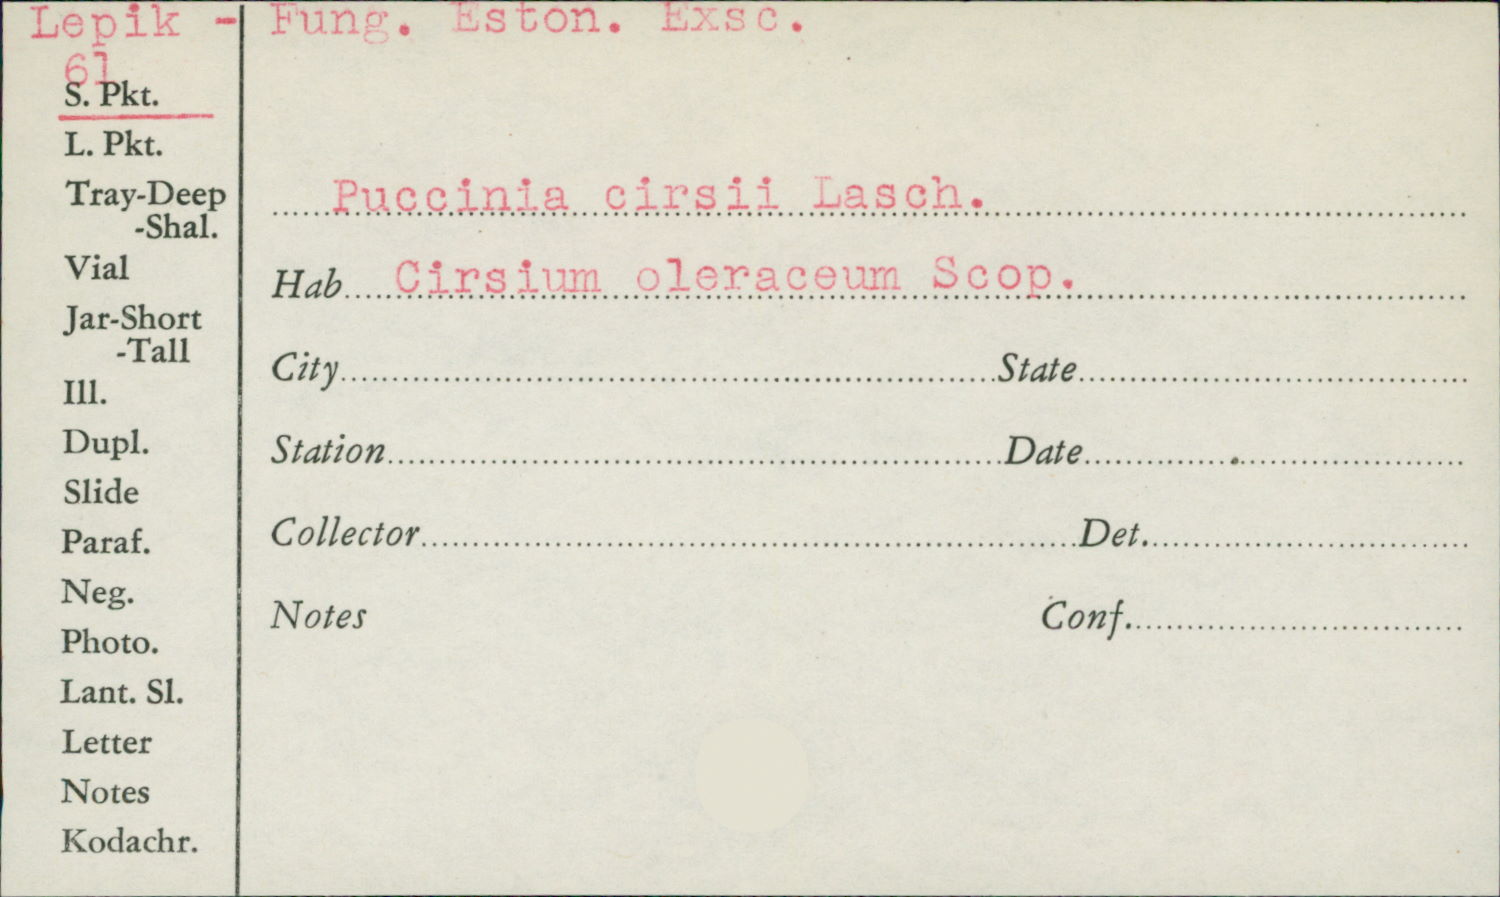 Lepik - Fung. Eston. Exsc.
61
S. Pkt.
L. Pkt.
Tray-Deep
-Shal.
Vial
Jar-Short
-Tall
Ill.
Dupl.
Slide
Paraf.
Neg.
Photo.
Lant. Sl.
Letter
Notes
Kodachr.
Puccinia cirsii Lasch.
Hab Cirsium oleraceum Scop.
City State
Station Date
Collector Det.
Notes Conf.